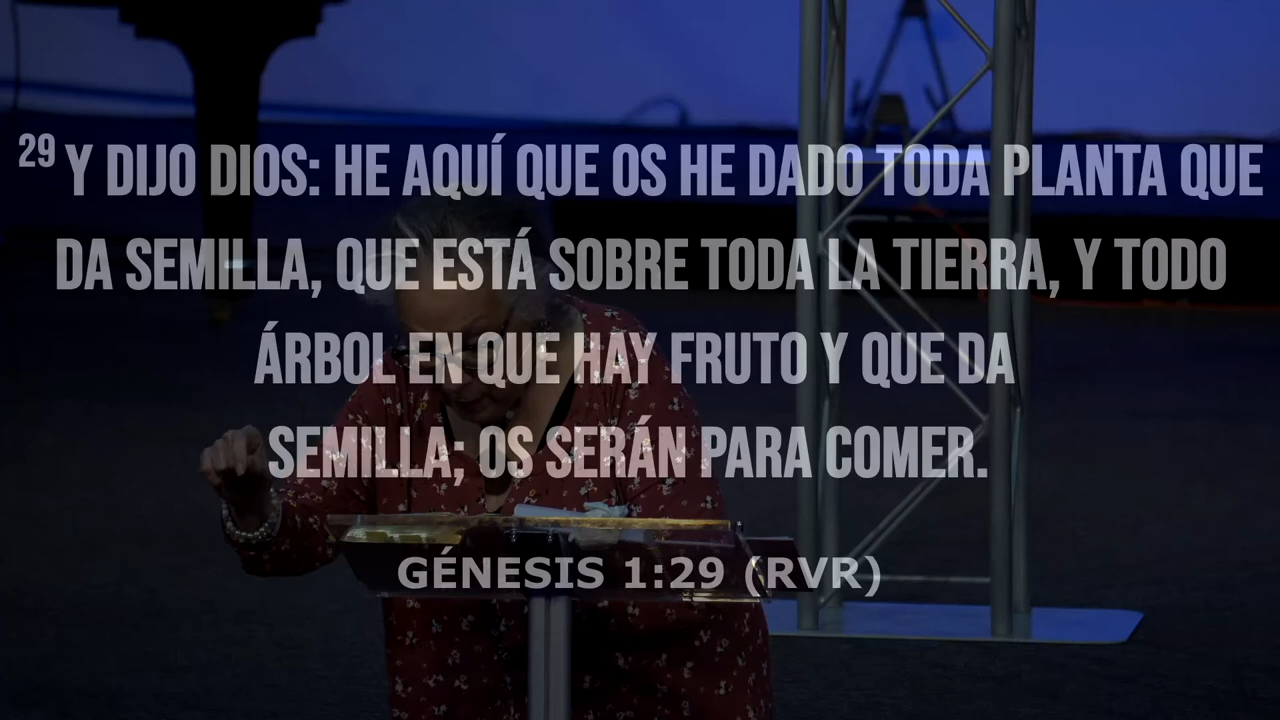 29 Y DIJO DIOS: HE AQUÍ QUE OS HE DADO TODA PLANTA QUE
DA SEMILLA, QUE ESTÁ SOBRE TODA LA TIERRA, Y TODO
ÁRBOL EN QUE HAY FRUTO Y QUE DA
SEMILLA; OS SERÁN PARA COMER.
GÉNESIS 1:29 (RVR)